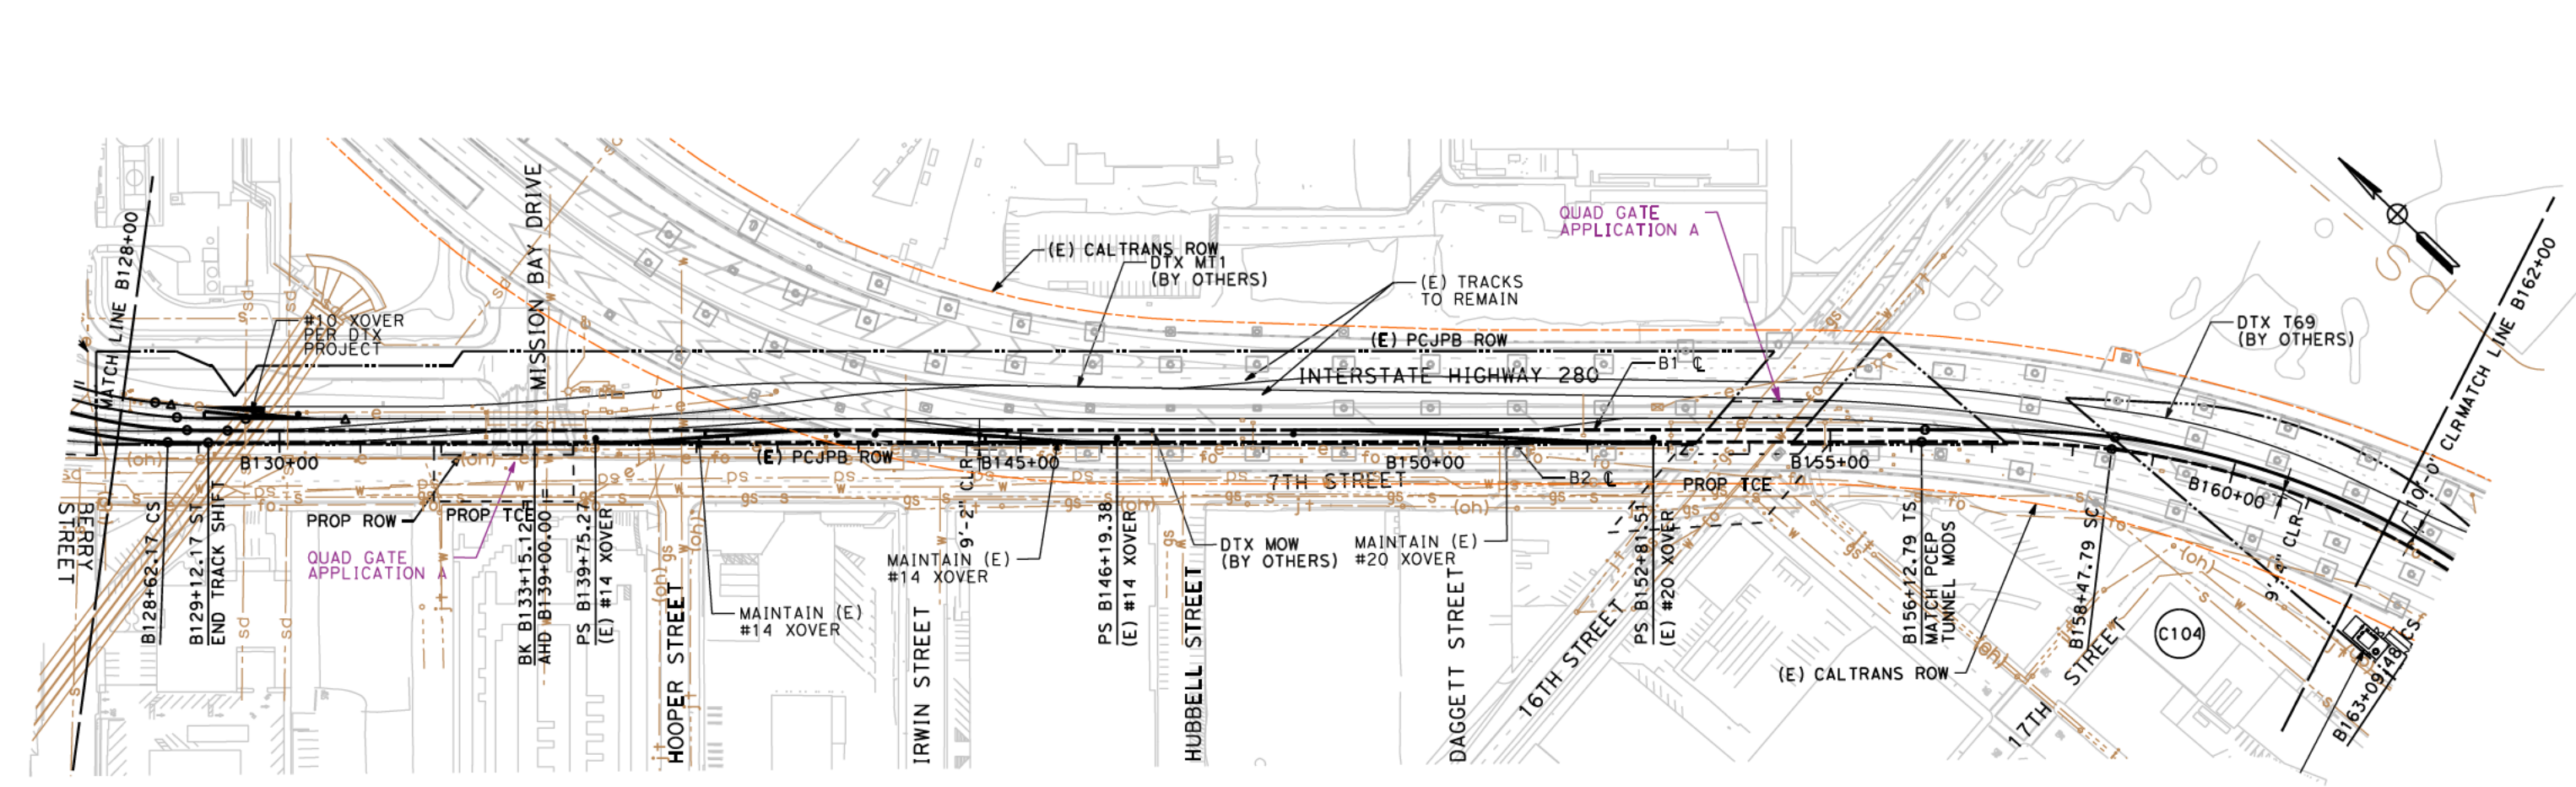 MATCH LINE B128+00
#10 XOVER
PER DTX
PROJECT
MISSION BAY DRIVE
(E) CALTRANS ROW
DTX MT1
(BY OTHERS)
(E) TRACKS
TO REMAIN
(E) PCJPB ROW
INTERSTATE HIGHWAY 280
B1 ℄
QUAD GATE
APPLICATION A
DTX T69
(BY OTHERS)
MATCH LINE B162+00
10'-0" CLR
SD
B130+00
(E) PCJPB ROW
B145+00
B150+00
B155+00
B160+00
7TH STREET
B2 ℄
PROP TCE
PROP ROW
PROP TCE
QUAD GATE
APPLICATION A
BERRY
STREET
B128+62.17 CS
B129+12.17 ST
END TRACK SHIFT
BK B133+15.12 =
AHD B139+00.00
PS B139+75.27
(E) #14 XOVER
HOOPER STREET
MAINTAIN (E)
#14 XOVER
IRWIN STREET
9'-2" CLR
MAINTAIN (E)
#14 XOVER
PS B146+19.38
(E) #14 XOVER
HUBBELL STREET
DTX MOW
(BY OTHERS)
MAINTAIN (E)
#20 XOVER
DAGGETT STREET
16TH STREET
PS B152+81.51
(E) #20 XOVER
B156+12.79 TS
MATCH PCEP
TUNNEL MODS
(E) CALTRANS ROW
B158+47.79 SC
17TH STREET
C104
9'-4" CLR
B163+09.48 CS